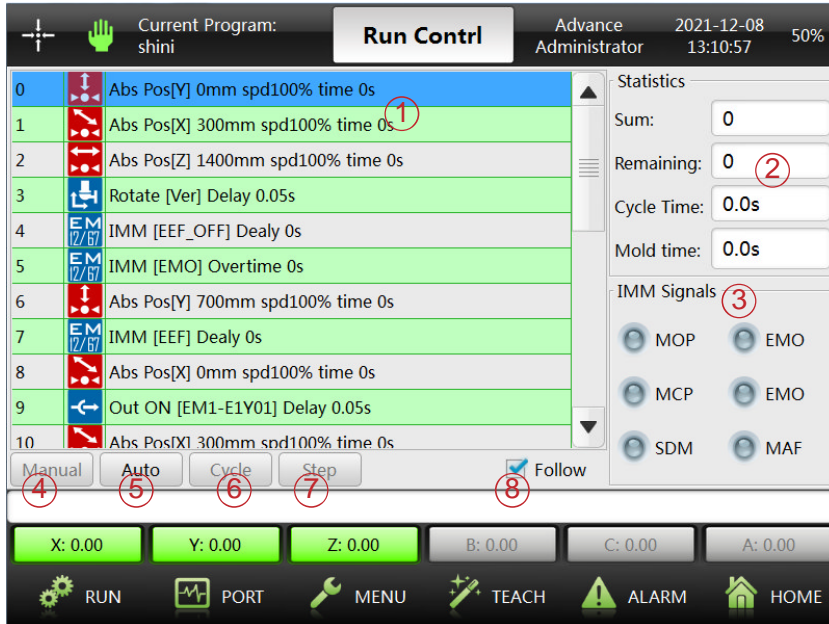 Current Program:
shini
Run Contrl
Advance
Administrator
2021-12-08
13:10:57
50%
0 Abs Pos[Y] 0mm spd100% time 0s
1 Abs Pos[X] 300mm spd100% time 0s
2 Abs Pos[Z] 1400mm spd100% time 0s
3 Rotate [Ver] Delay 0.05s
4 EM 12/67 IMM [EEF_OFF] Dealy 0s
5 EM 12/67 IMM [EMO] Overtime 0s
6 Abs Pos[Y] 700mm spd100% time 0s
7 EM 12/67 IMM [EEF] Dealy 0s
8 Abs Pos[X] 0mm spd100% time 0s
9 Out ON [EM1-E1Y01] Delay 0.05s
10 Abs Pos[X] 300mm spd100% time 0s
①
Statistics
Sum: 0
Remaining: 0 ②
Cycle Time: 0.0s
Mold time: 0.0s
IMM Signals ③
MOP EMO
MCP EMO
SDM MAF
Manual Auto Cycle Step Follow
④ ⑤ ⑥ ⑦ ⑧
X: 0.00 Y: 0.00 Z: 0.00 B: 0.00 C: 0.00 A: 0.00
RUN PORT MENU TEACH ALARM HOME